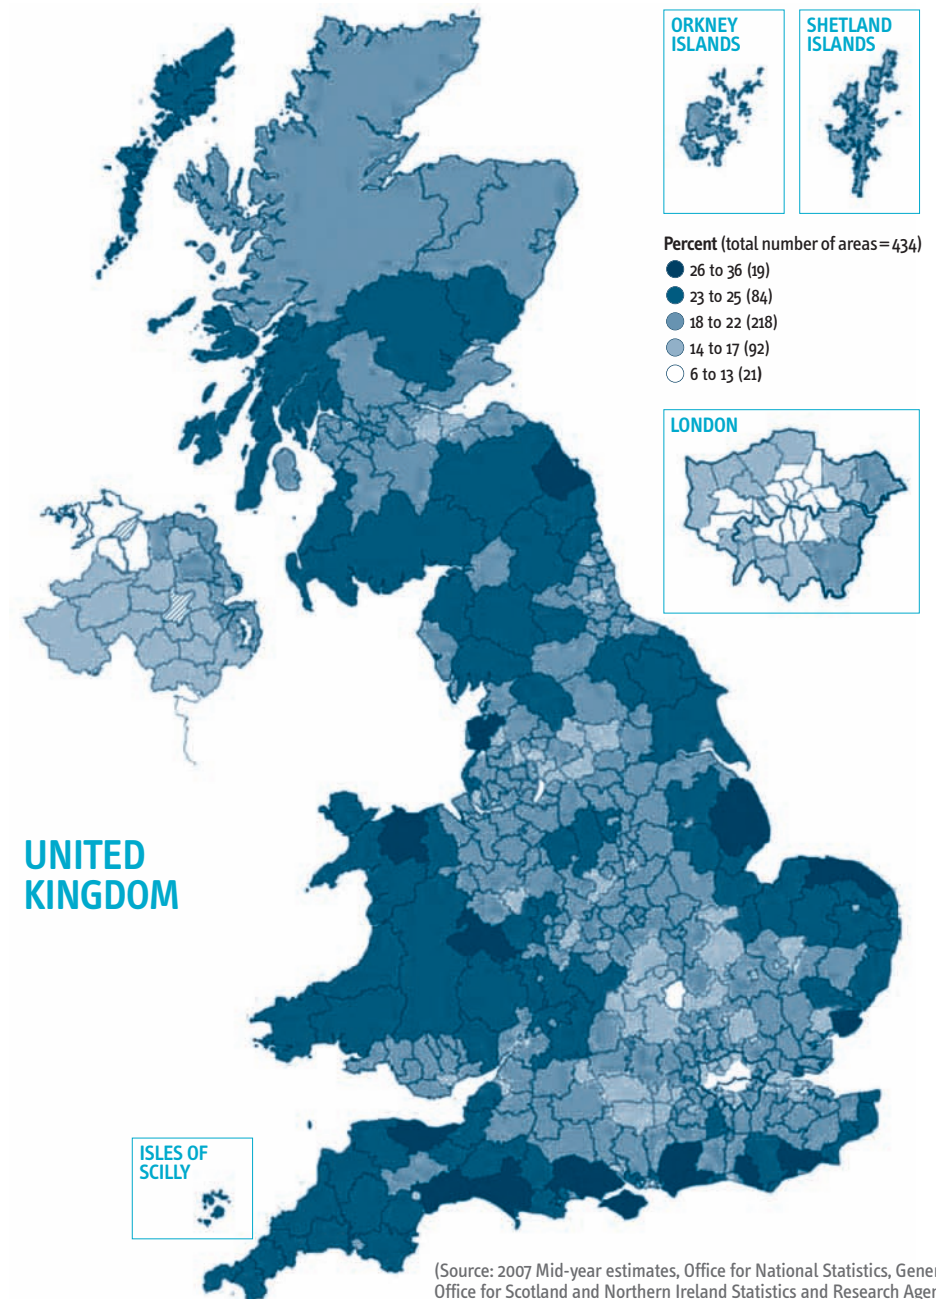 ORKNEY
ISLANDS
SHETLAND
ISLANDS
Percent (total number of areas=434)
26 to 36 (19)
23 to 25 (84)
18 to 22 (218)
14 to 17 (92)
6 to 13 (21)
LONDON
UNITED
KINGDOM
ISLES OF
SCILLY
(Source: 2007 Mid-year estimates, Office for National Statistics, Gener
Office for Scotland and Northern Ireland Statistics and Research Agen